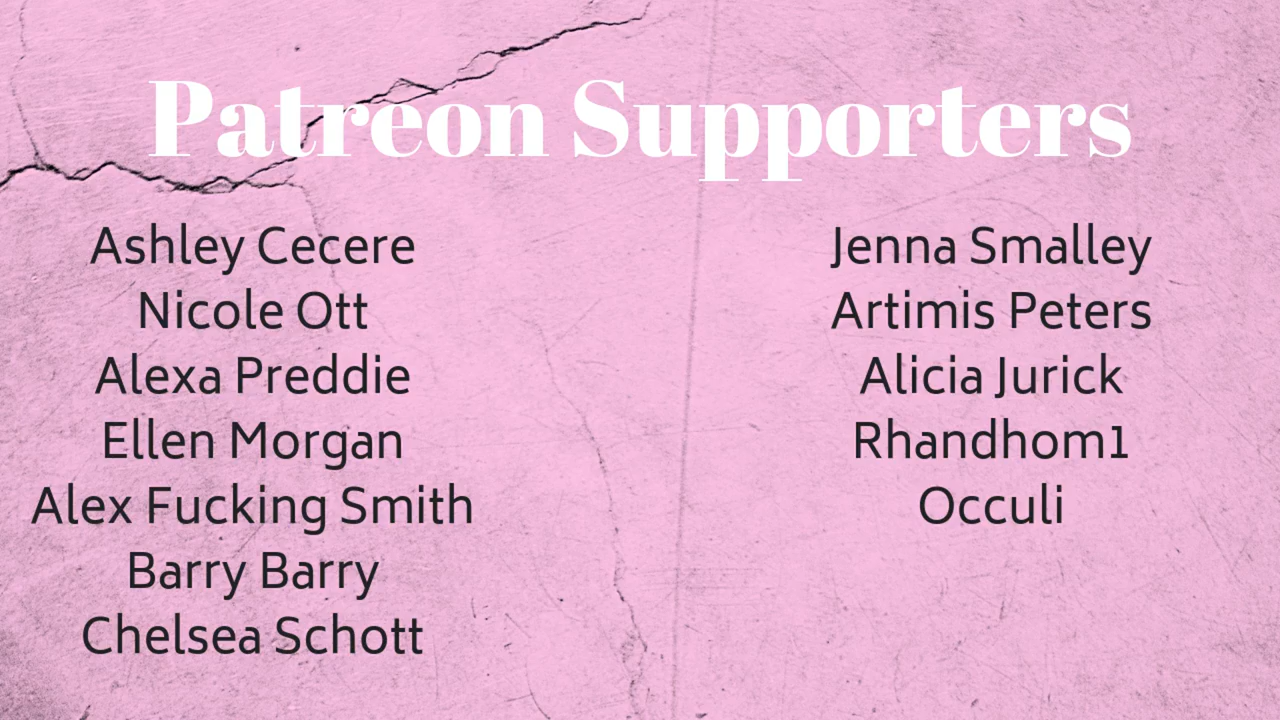 Patreon Supporters
Ashley Cecere
Nicole Ott
Alexa Preddie
Ellen Morgan
Alex Fucking Smith
Barry Barry
Chelsea Schott
Jenna Smalley
Artimis Peters
Alicia Jurick
Rhandhom1
Occuli